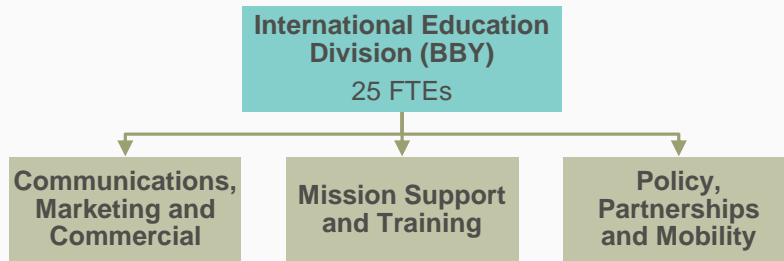 International Education
Division (BBY)
25 FTEs
Communications,
Marketing and
Commercial
Mission Support
and Training
Policy,
Partnerships
and Mobility